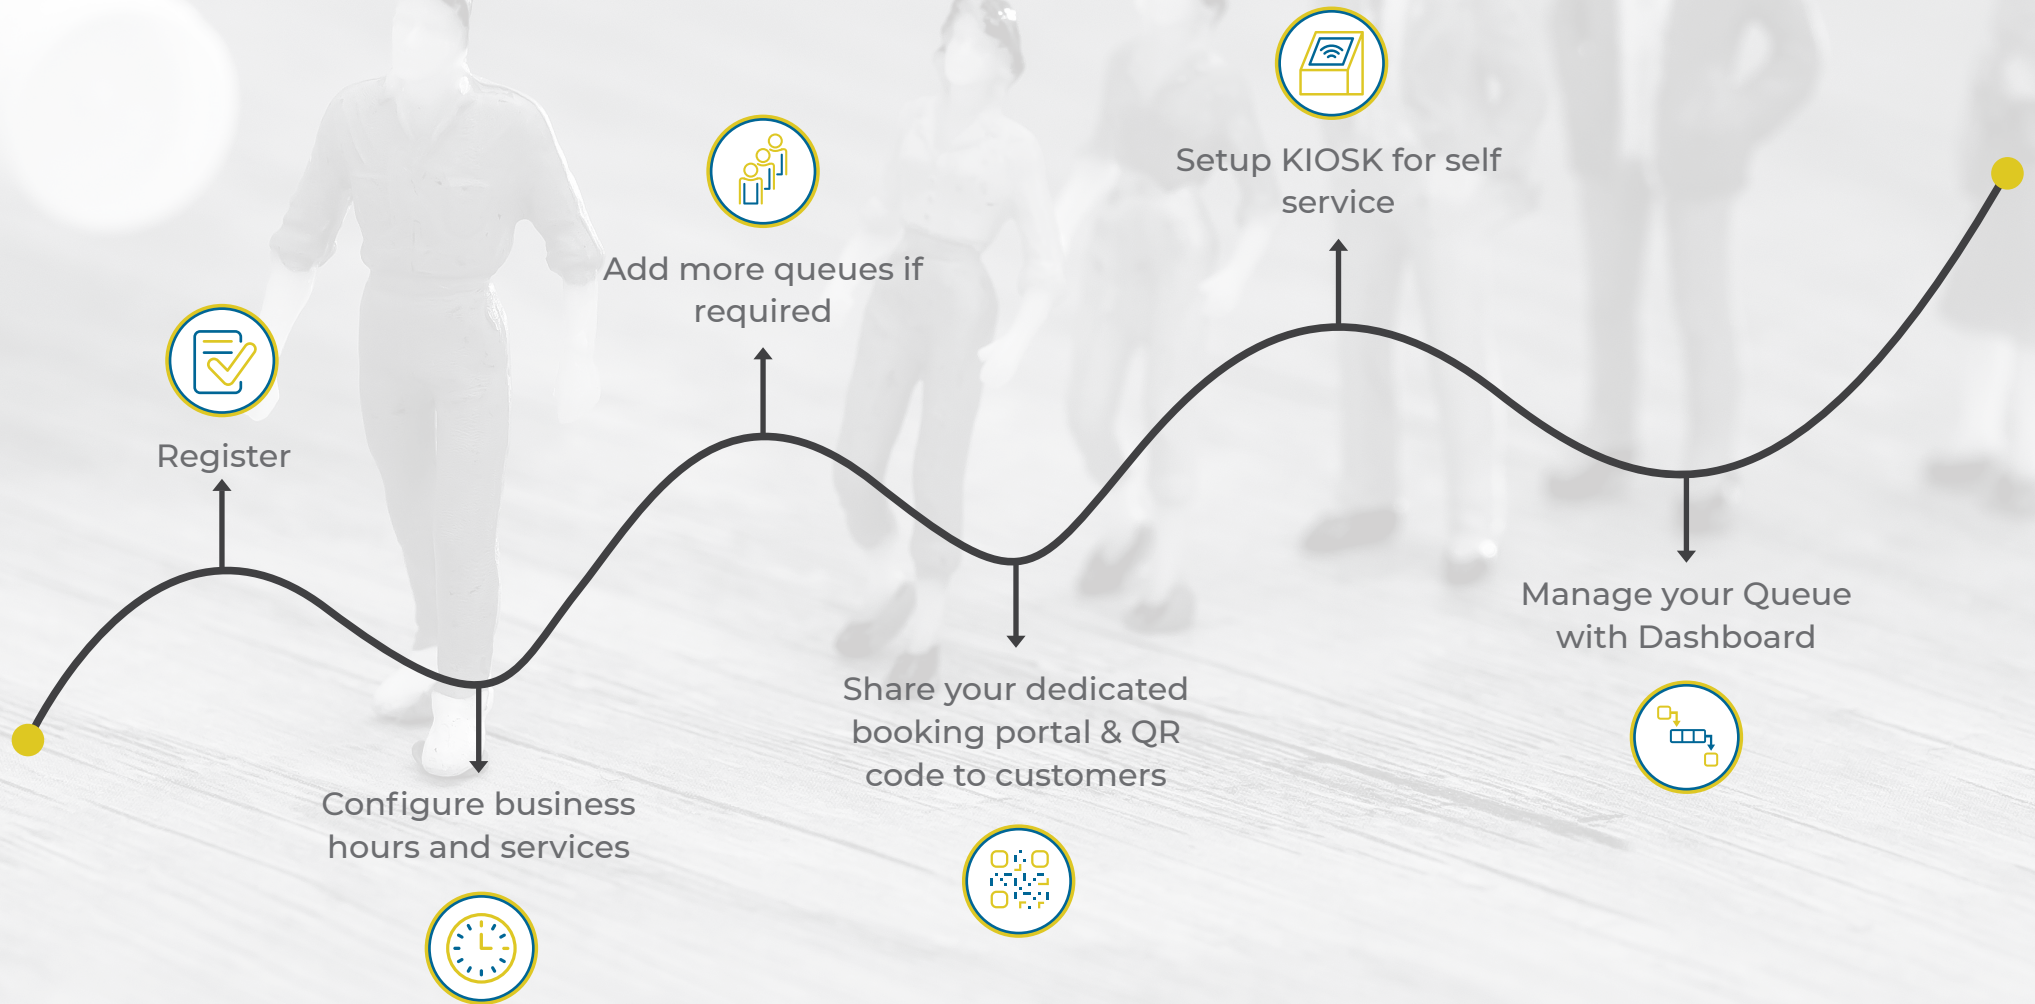 Register
Configure business
hours and services
Add more queues if
required
Share your dedicated
booking portal & QR
code to customers
Setup KIOSK for self
service
Manage your Queue
with Dashboard